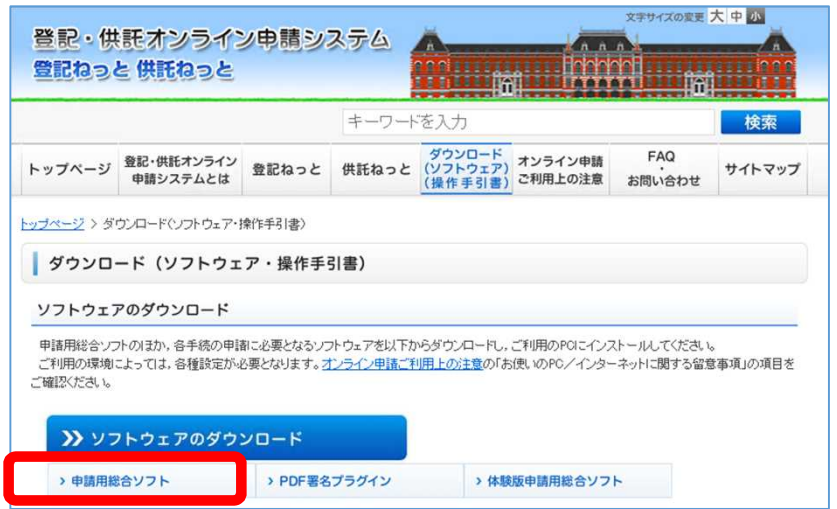 文字サイズの変更 大 中 小
登記・供託オンライン申請システム
登記ねっと 供託ねっと
キーワードを入力 検索
トップページ
登記・供託オンライン
申請システムとは
登記ねっと
供託ねっと
ダウンロード
(ソフトウェア)
(操作手引書)
オンライン申請
ご利用上の注意
FAQ
・
お問い合わせ
サイトマップ
トップページ > ダウンロード(ソフトウェア・操作手引書)
ダウンロード(ソフトウェア・操作手引書)
ソフトウェアのダウンロード
申請用総合ソフトのほか,各手続の申請に必要となるソフトウェアを以下からダウンロードし,ご利用のPCにインストールしてください。
ご利用の環境によっては,各種設定が必要となります。オンライン申請ご利用上の注意の「お使いのPC/インターネットに関する留意事項」の項目を
ご確認ください。
ソフトウェアのダウンロード
> 申請用総合ソフト
> PDF署名プラグイン
> 体験版申請用総合ソフト